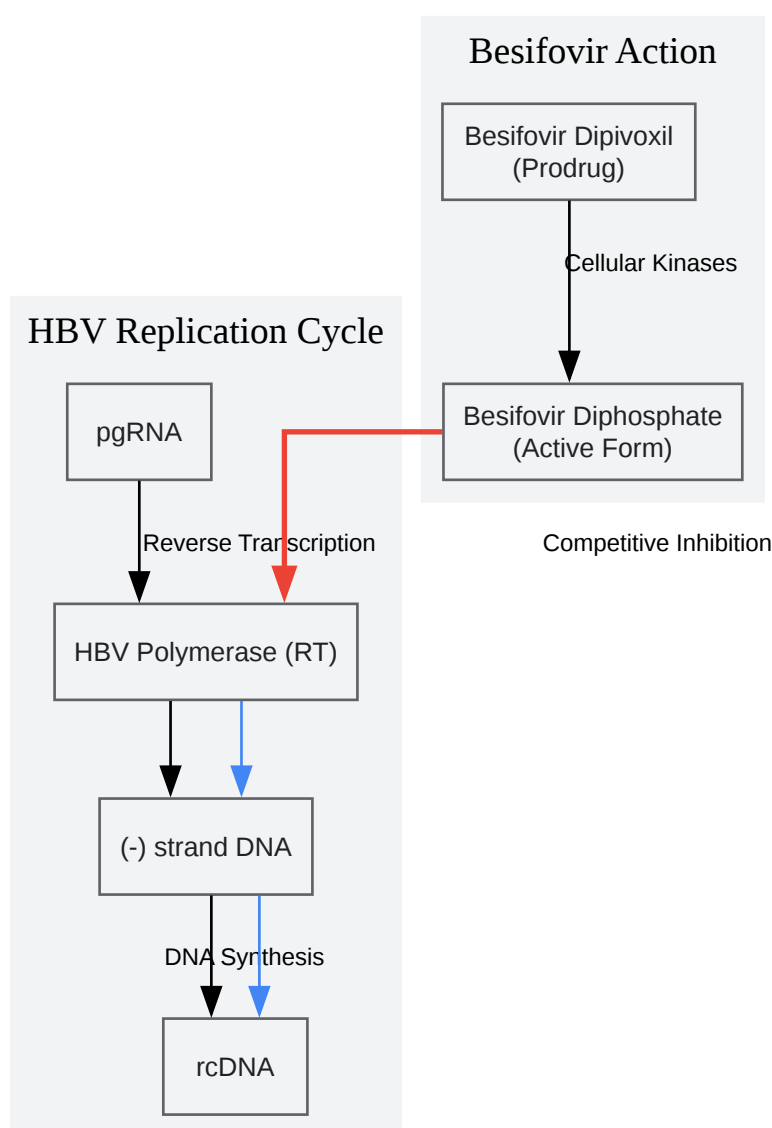 Besifovir Action
Besifovir Dipivoxil
(Prodrug)
Cellular Kinases
Besifovir Diphosphate
(Active Form)
Competitive Inhibition
HBV Replication Cycle
pgRNA
Reverse Transcription
HBV Polymerase (RT)
(-) strand DNA
DNA Synthesis
rcDNA